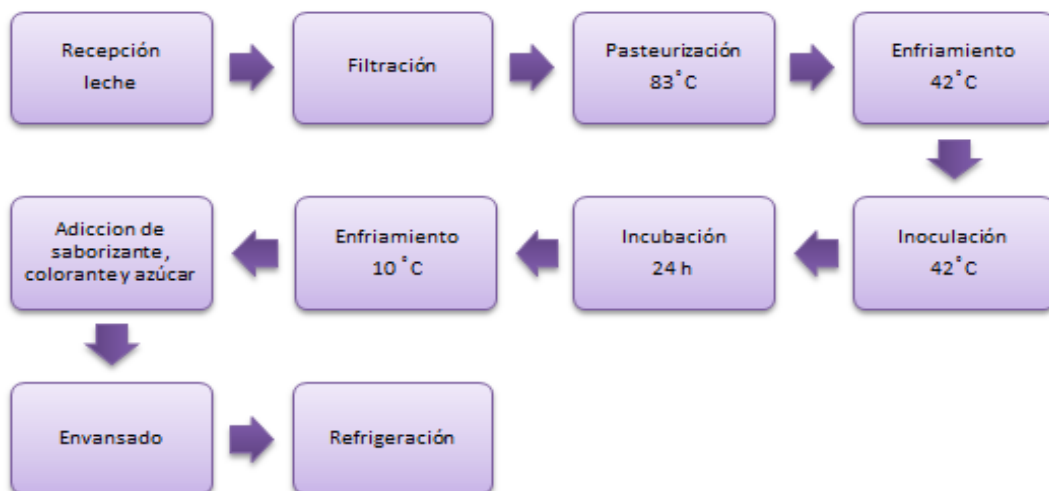 Recepción
leche
Filtración
Pasteurización
83°C
Enfriamiento
42°C
Inoculación
42°C
Incubación
24 h
Enfriamiento
10°C
Adiccion de
saborizante,
colorante y azúcar
Envansado
Refrigeración